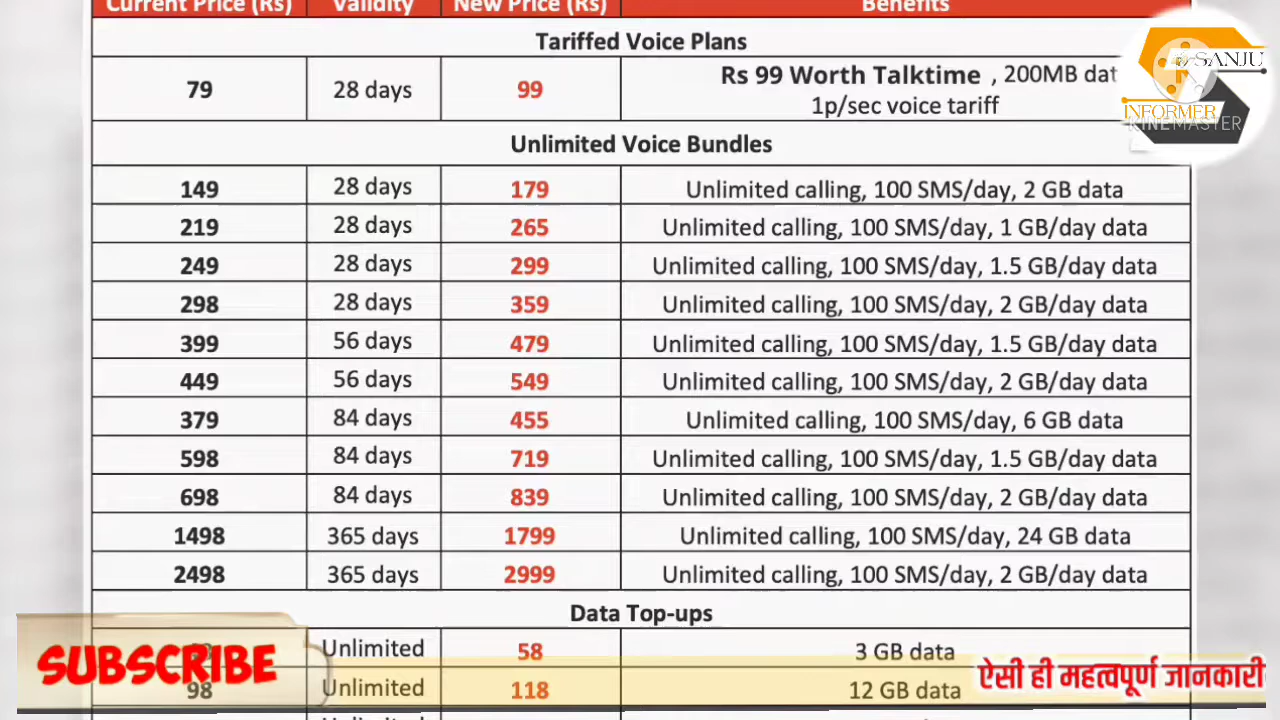 Current Price (Rs) Validity New Price (Rs) Benefits
Tariffed Voice Plans
79 28 days 99 Rs 99 Worth Talktime , 200MB dat
1p/sec voice tariff
SANJU
INFORMER
KINEMASTER
Unlimited Voice Bundles
149 28 days 179 Unlimited calling, 100 SMS/day, 2 GB data
219 28 days 265 Unlimited calling, 100 SMS/day, 1 GB/day data
249 28 days 299 Unlimited calling, 100 SMS/day, 1.5 GB/day data
298 28 days 359 Unlimited calling, 100 SMS/day, 2 GB/day data
399 56 days 479 Unlimited calling, 100 SMS/day, 1.5 GB/day data
449 56 days 549 Unlimited calling, 100 SMS/day, 2 GB/day data
379 84 days 455 Unlimited calling, 100 SMS/day, 6 GB data
598 84 days 719 Unlimited calling, 100 SMS/day, 1.5 GB/day data
698 84 days 839 Unlimited calling, 100 SMS/day, 2 GB/day data
1498 365 days 1799 Unlimited calling, 100 SMS/day, 24 GB data
2498 365 days 2999 Unlimited calling, 100 SMS/day, 2 GB/day data
Data Top-ups
Unlimited 58 3 GB data
SUBSCRIBE
ऐसी ही महत्वपूर्ण जानकारी
98 Unlimited 118 12 GB data